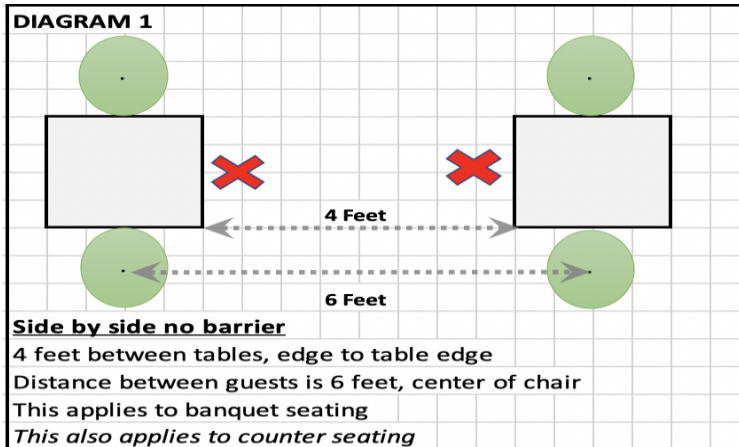 DIAGRAM 1
4 Feet
6 Feet
Side by side no barrier
4 feet between tables, edge to table edge
Distance between guests is 6 feet, center of chair
This applies to banquet seating
This also applies to counter seating